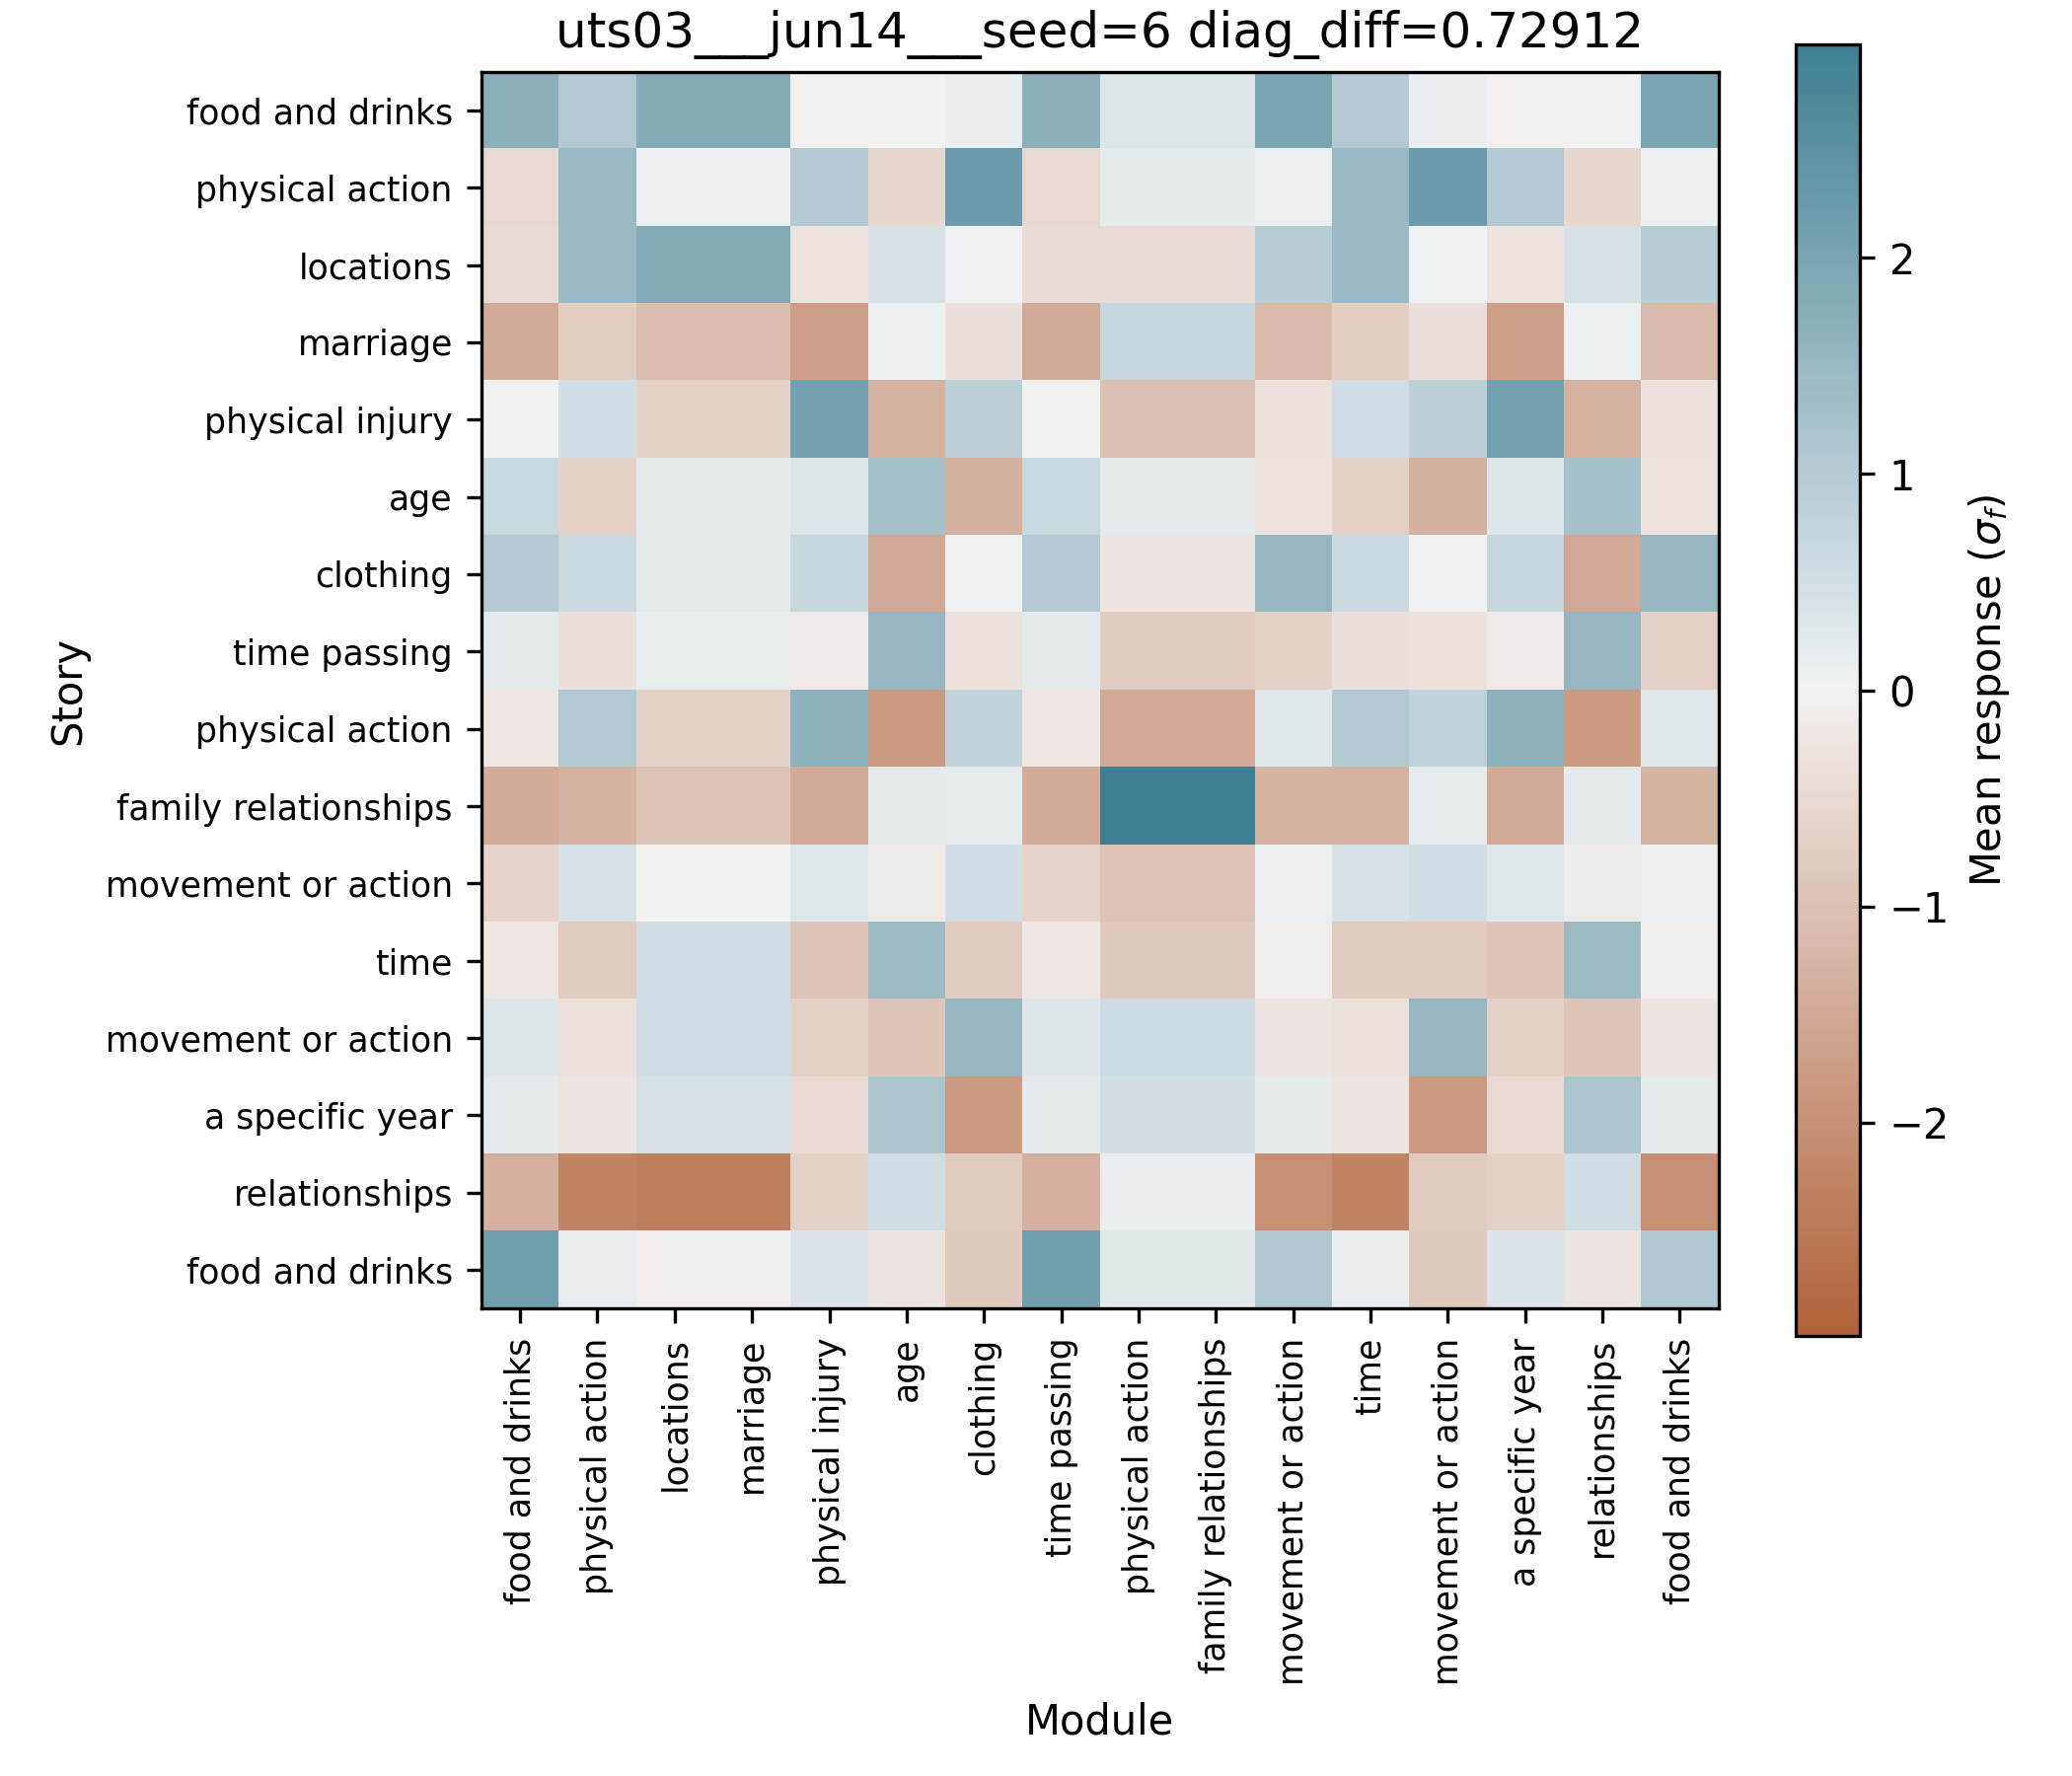 uts03___jun14___seed=6 diag_diff=0.72912
food and drinks
physical action
locations
marriage
physical injury
age
clothing
time passing
physical action
family relationships
movement or action
time
movement or action
a specific year
relationships
food and drinks
Story
food and drinks
physical action
locations
marriage
physical injury
age
clothing
time passing
physical action
family relationships
movement or action
time
movement or action
a specific year
relationships
food and drinks
Module
2
1
0
−1
−2
Mean response (σf)